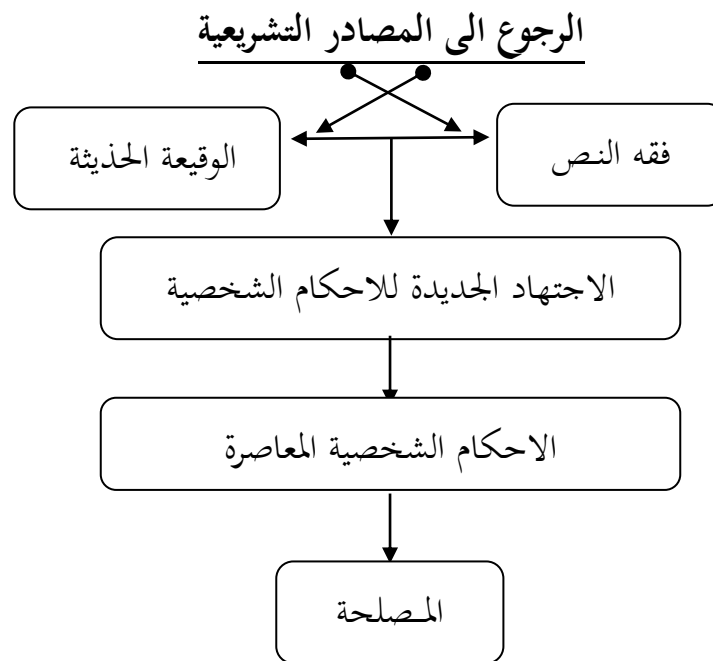 الرجوع الى المصادر التشريعية
فقه النص
الوقيعة الحذيثة
الاجتهاد الجديدة للاحكام الشخصية
الاحكام الشخصية المعاصرة
المصلحة